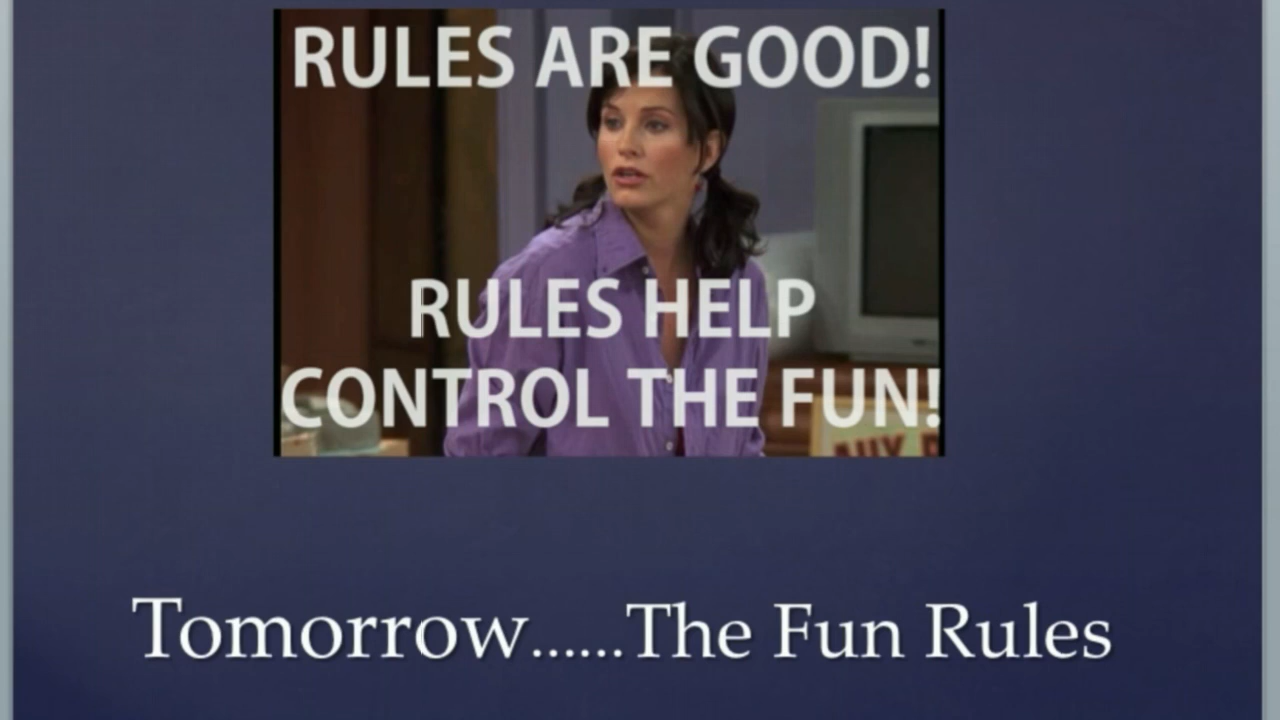 RULES ARE GOOD!
RULES HELP
CONTROL THE FUN!
Tomorrow......The Fun Rules